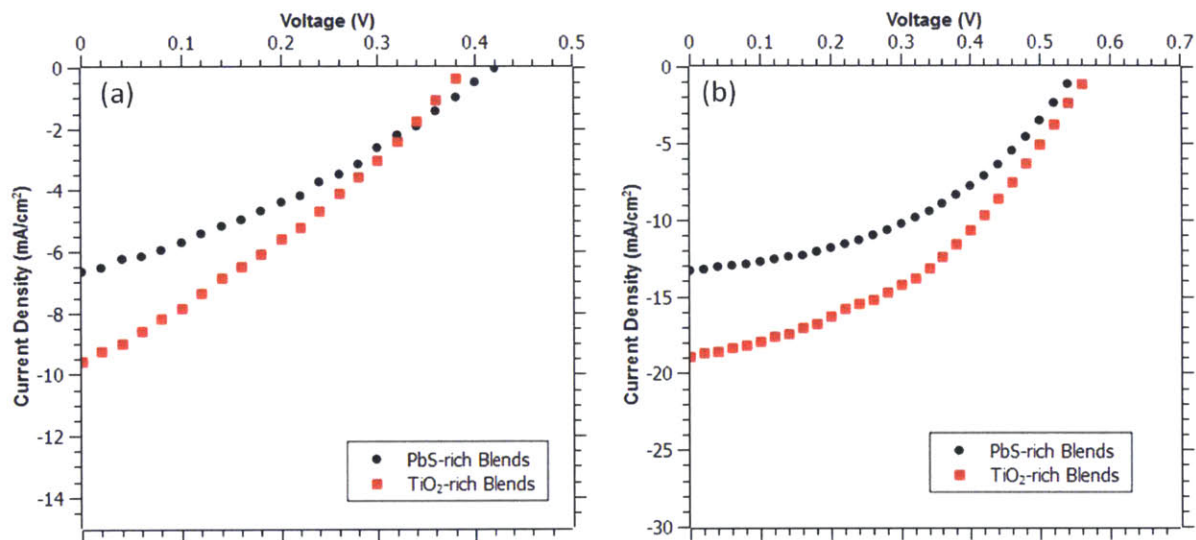 Voltage (V)
0 0.1 0.2 0.3 0.4 0.5
(a)
Current Density (mA/cm²)
0
-2
-4
-6
-8
-10
-12
-14
PbS-rich Blends
TiO₂-rich Blends
Voltage (V)
0 0.1 0.2 0.3 0.4 0.5 0.6 0.7
(b)
Current Density (mA/cm²)
0
-5
-10
-15
-20
-25
-30
PbS-rich Blends
TiO₂-rich Blends